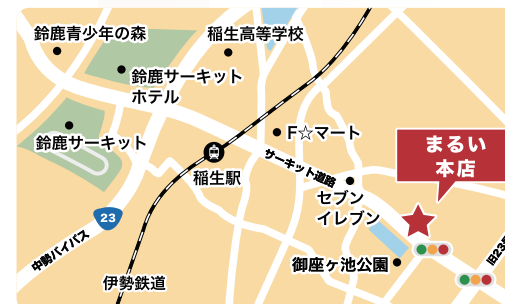 鈴鹿青少年の森
稲生高等学校
鈴鹿サーキット
ホテル
F☆マート
まるい
本店
鈴鹿サーキット
サーキット道路
稲生駅
セブン
イレブン
23
中勢バイパス
御座ヶ池公園
伊勢鉄道
旧23